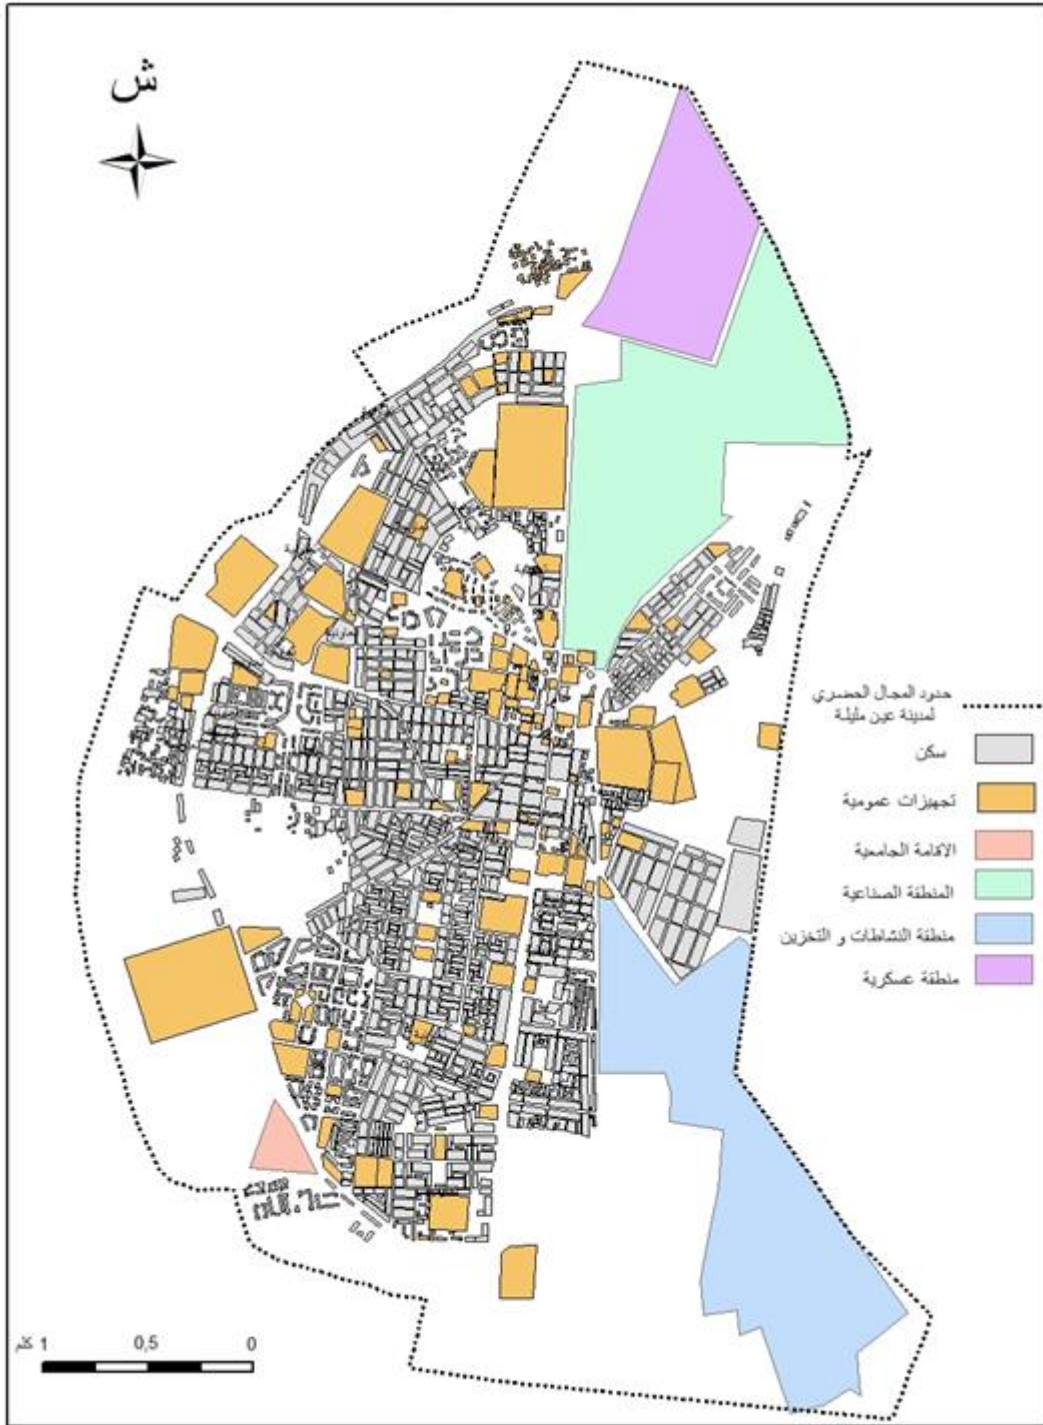 ش
حدود المجال الحضري
لمدينة عين مليلة
سكن
تجهيزات عمومية
الاقامة الجامعية
المنطقة الصناعية
منطقة النشاطات و التخزين
منطقة عسكرية
كلم 1 0,5 0